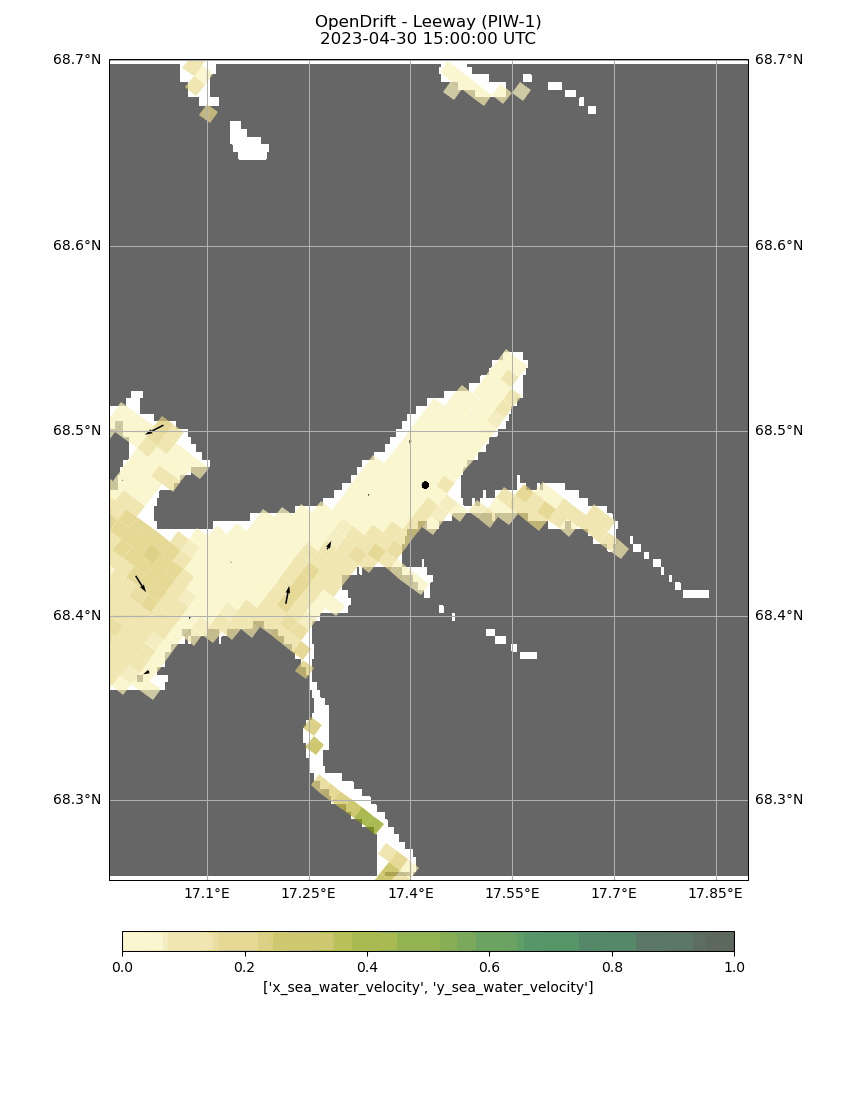 OpenDrift - Leeway (PIW-1)
2023-04-30 15:00:00 UTC
68.7°N 68.7°N
68.6°N 68.6°N
68.5°N 68.5°N
68.4°N 68.4°N
68.3°N 68.3°N
17.1°E 17.25°E 17.4°E 17.55°E 17.7°E 17.85°E
0.0 0.2 0.4 0.6 0.8 1.0
['x_sea_water_velocity', 'y_sea_water_velocity']